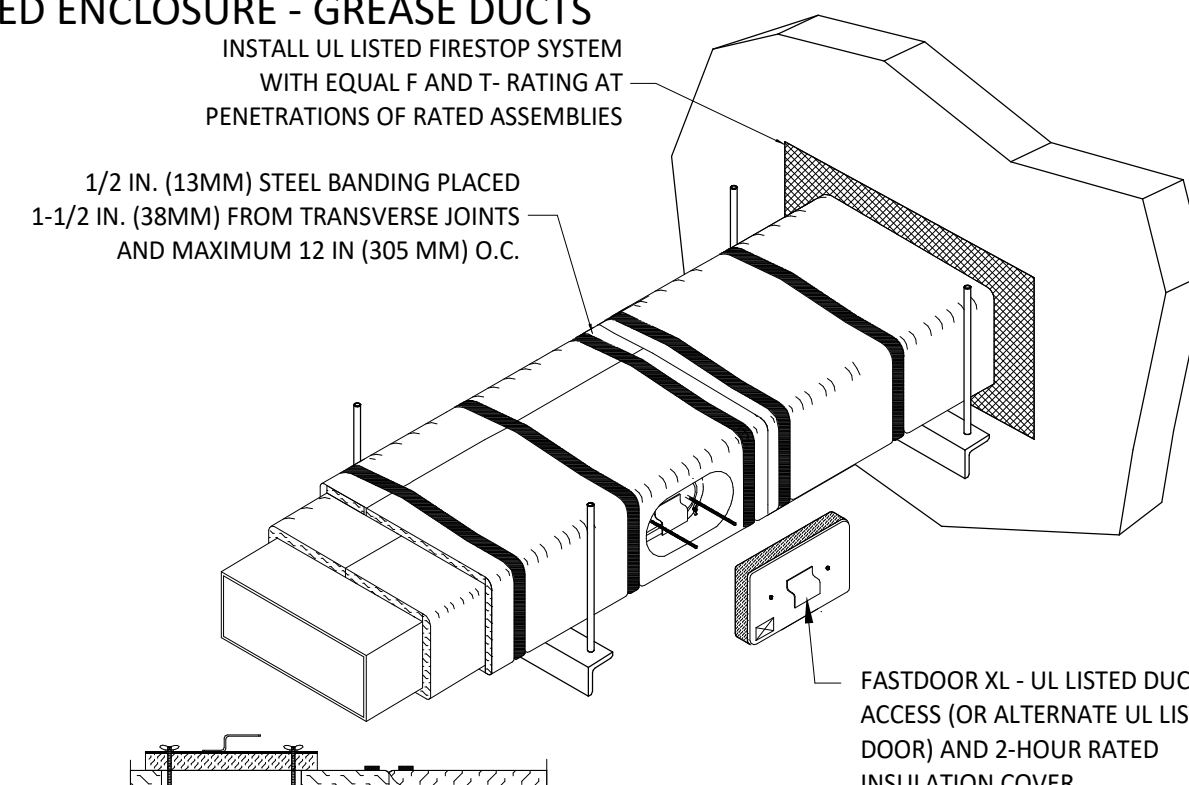 ED ENCLOSURE - GREASE DUCTS
INSTALL UL LISTED FIRESTOP SYSTEM
WITH EQUAL F AND T- RATING AT
PENETRATIONS OF RATED ASSEMBLIES
1/2 IN. (13MM) STEEL BANDING PLACED
1-1/2 IN. (38MM) FROM TRANSVERSE JOINTS
AND MAXIMUM 12 IN (305 MM) O.C.
FASTDOOR XL - UL LISTED DUC
ACCESS (OR ALTERNATE UL LIS
DOOR) AND 2-HOUR RATED
INSULATION COVER